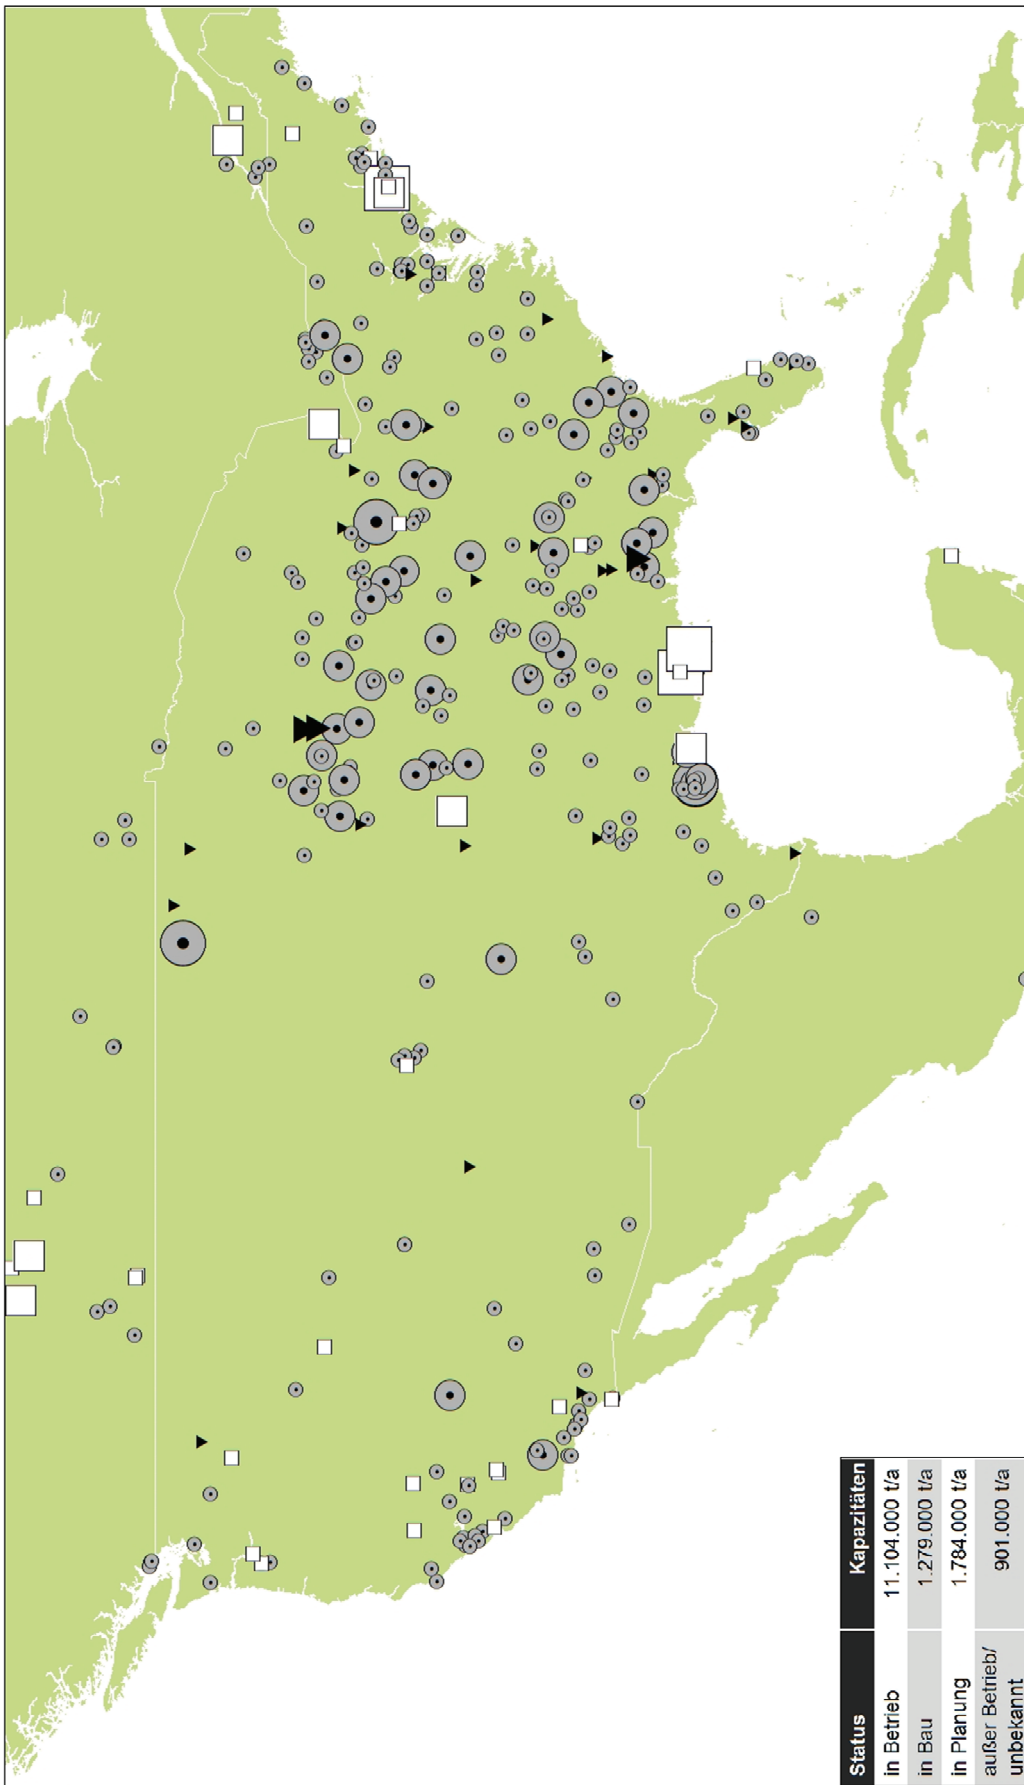 Status Kapazitäten
in Betrieb 11.104.000 t/a
in Bau 1.279.000 t/a
in Planung 1.784.000 t/a
außer Betrieb/
unbekannt 901.000 t/a